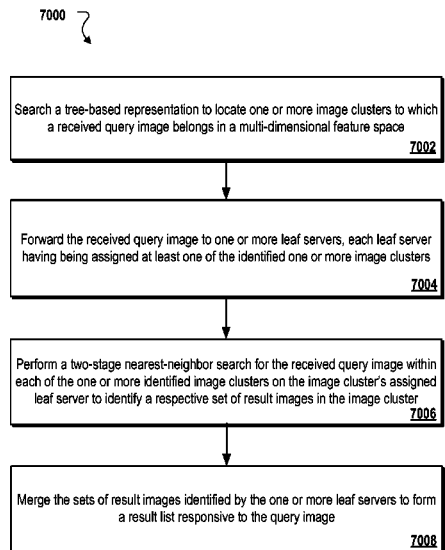 7000
Search a tree-based representation to locate one or more image clusters to which
a received query image belongs in a multi-dimensional feature space
7002
Forward the received query image to one or more leaf servers, each leaf server
having being assigned at least one of the identified one or more image clusters
7004
Perform a two-stage nearest-neighbor search for the received query image within
each of the one or more identified image clusters on the image cluster's assigned
leaf server to identify a respective set of result images in the image cluster
7006
Merge the sets of result images identified by the one or more leaf servers to form
a result list responsive to the query image
7008